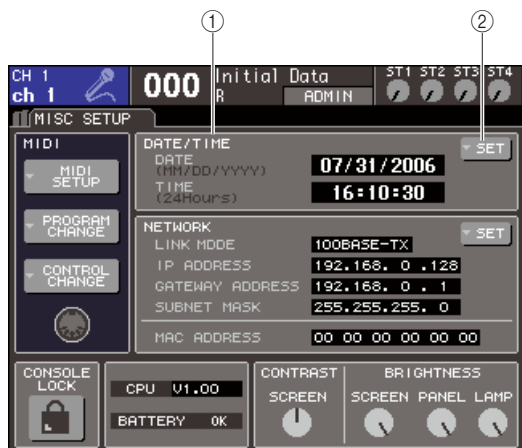 ① ②
CH 1
ch 1
000
Initial Data
R
ADMIN
ST1 ST2 ST3 ST4
MISC SETUP
MIDI
MIDI SETUP
PROGRAM CHANGE
CONTROL CHANGE
DATE/TIME
SET
DATE (MM/DD/YYYY) 07/31/2006
TIME (24Hours) 16:10:30
NETWORK
SET
LINK MODE 100BASE-TX
IP ADDRESS 192.168. 0 .128
GATEWAY ADDRESS 192.168. 0 . 1
SUBNET MASK 255.255.255. 0
MAC ADDRESS 00 00 00 00 00 00
CONSOLE LOCK
CPU V1.00
BATTERY OK
CONTRAST
SCREEN
BRIGHTNESS
SCREEN PANEL LAMP